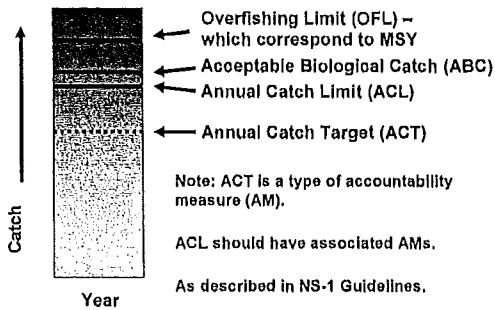 Overfishing Limit (OFL) –
which correspond to MSY
Acceptable Biological Catch (ABC)
Annual Catch Limit (ACL)
Annual Catch Target (ACT)
Note: ACT is a type of accountability
measure (AM).
ACL should have associated AMs.
As described in NS-1 Guidelines.
Catch
Year